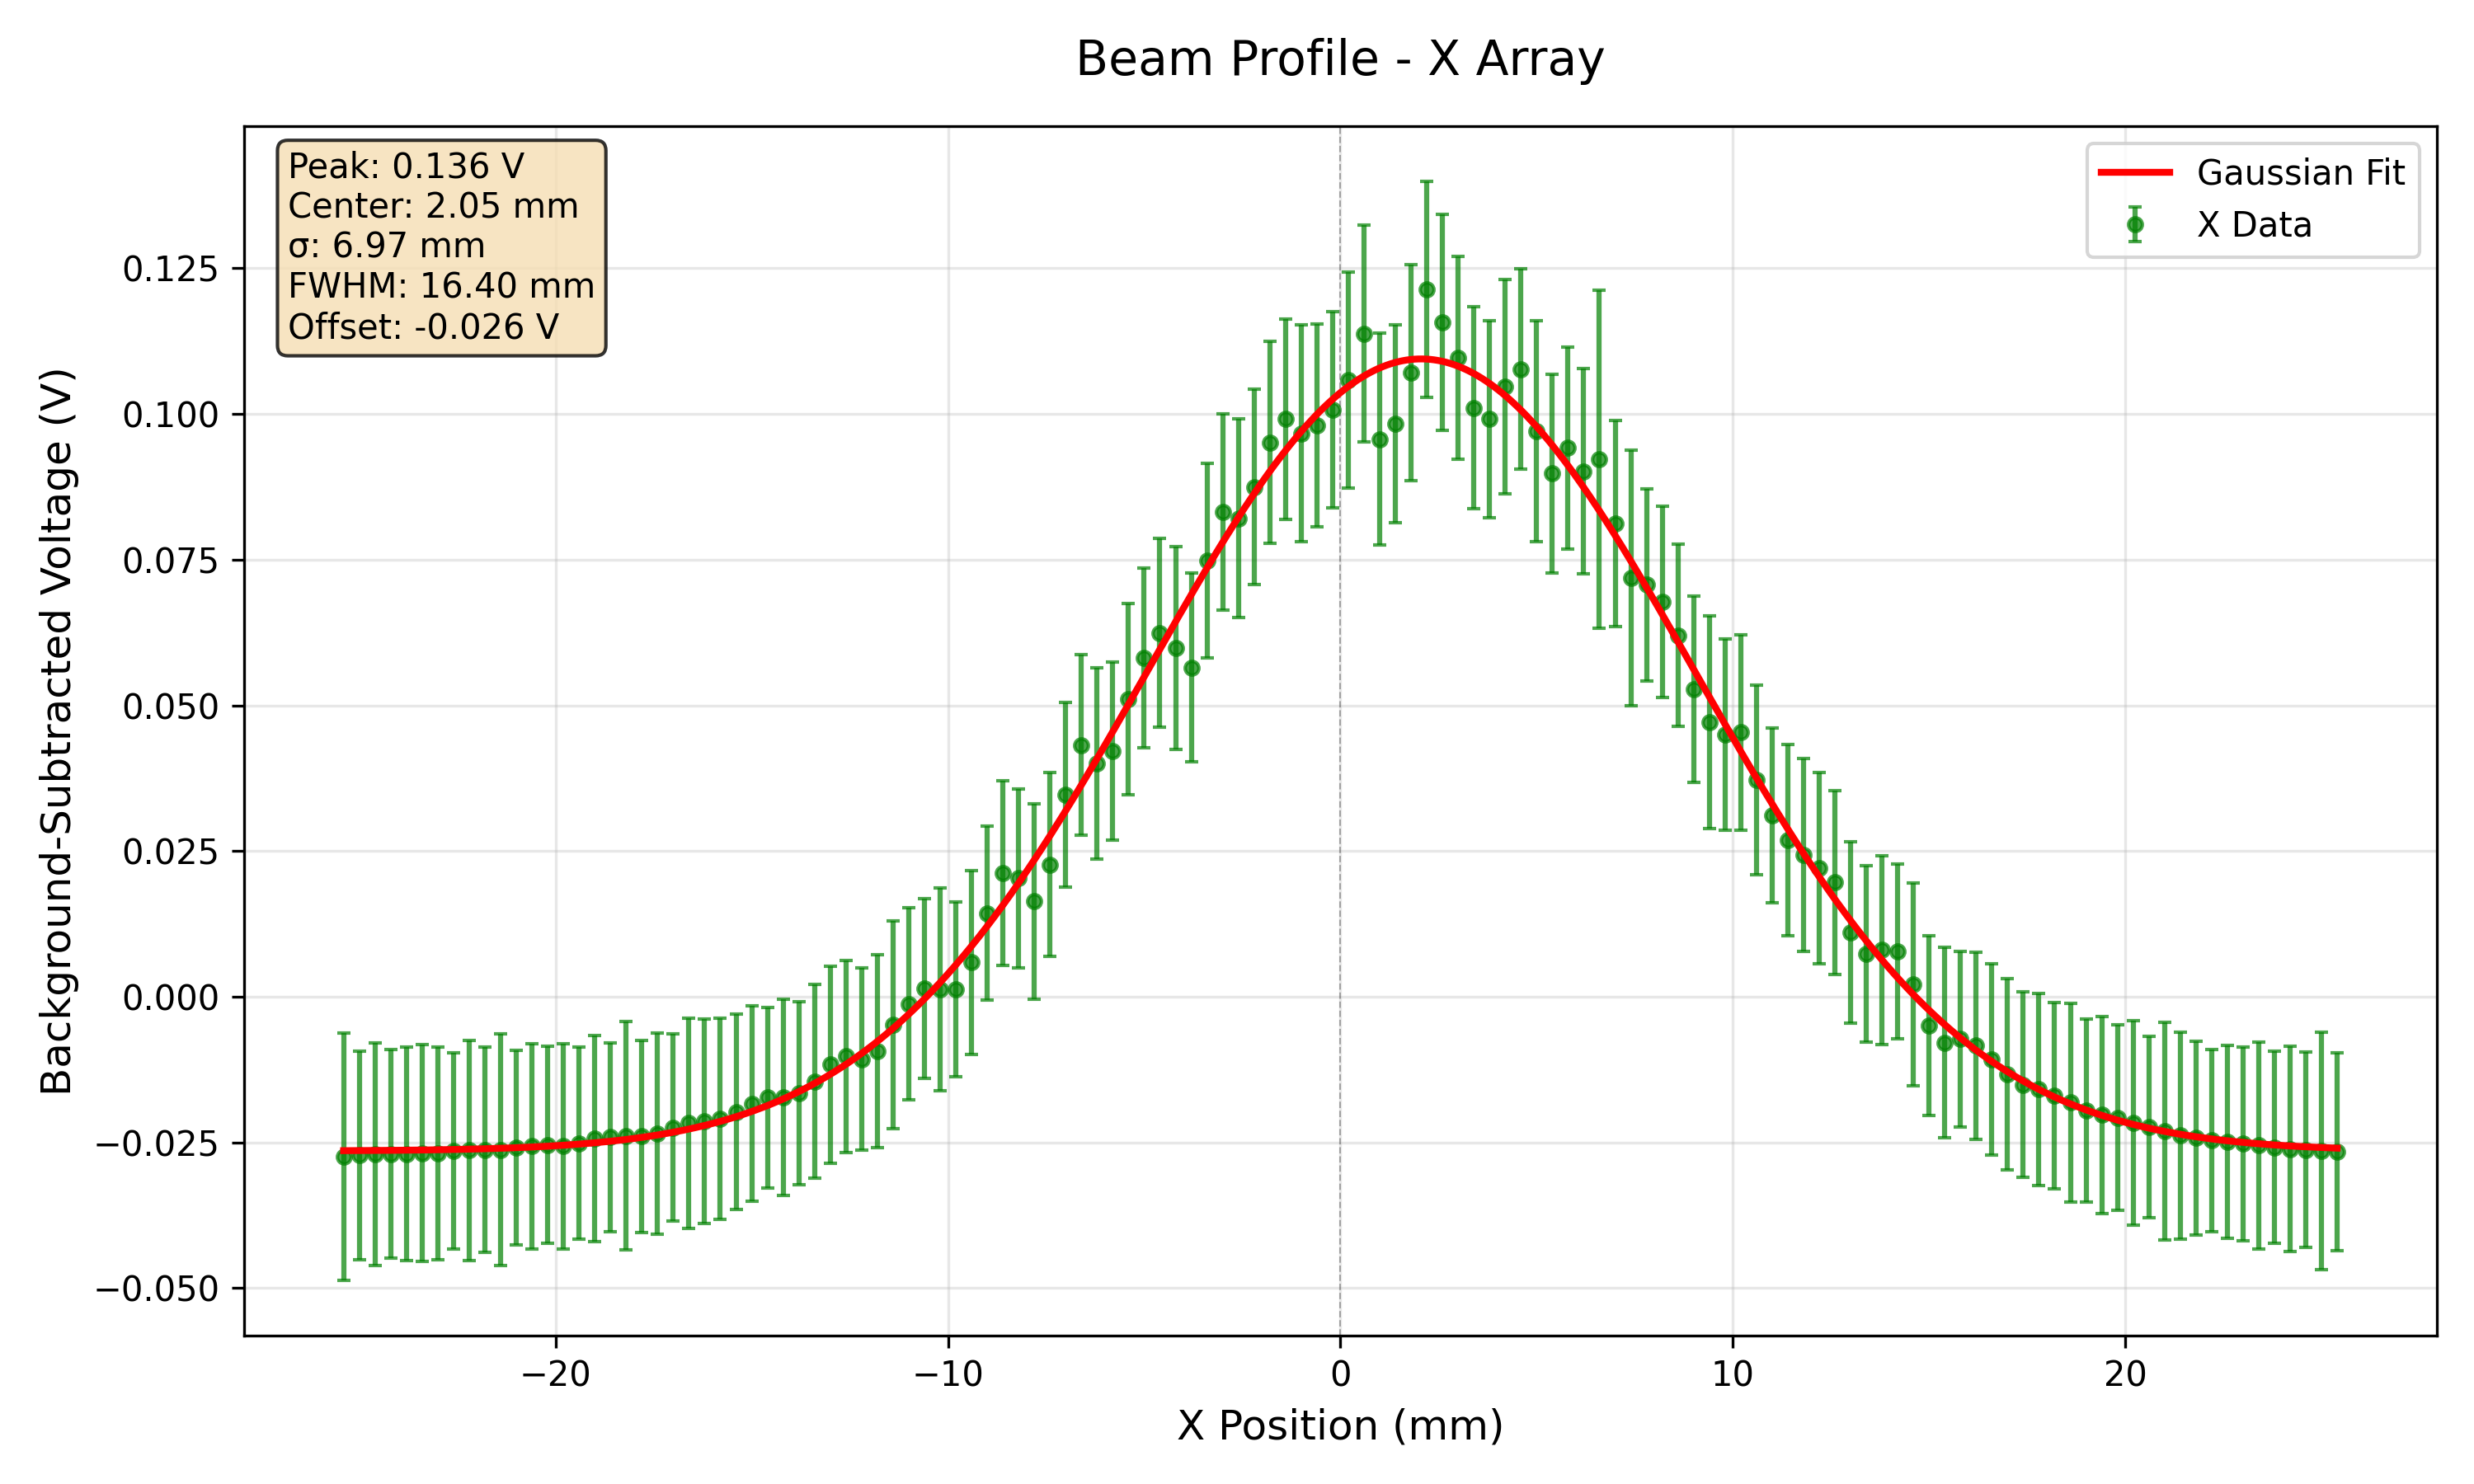 Beam Profile - X Array
Peak: 0.136 V
Center: 2.05 mm
σ: 6.97 mm
FWHM: 16.40 mm
Offset: -0.026 V
Gaussian Fit
X Data
Background-Subtracted Voltage (V)
0.125
0.100
0.075
0.050
0.025
0.000
−0.025
−0.050
−20
−10
0
10
20
X Position (mm)